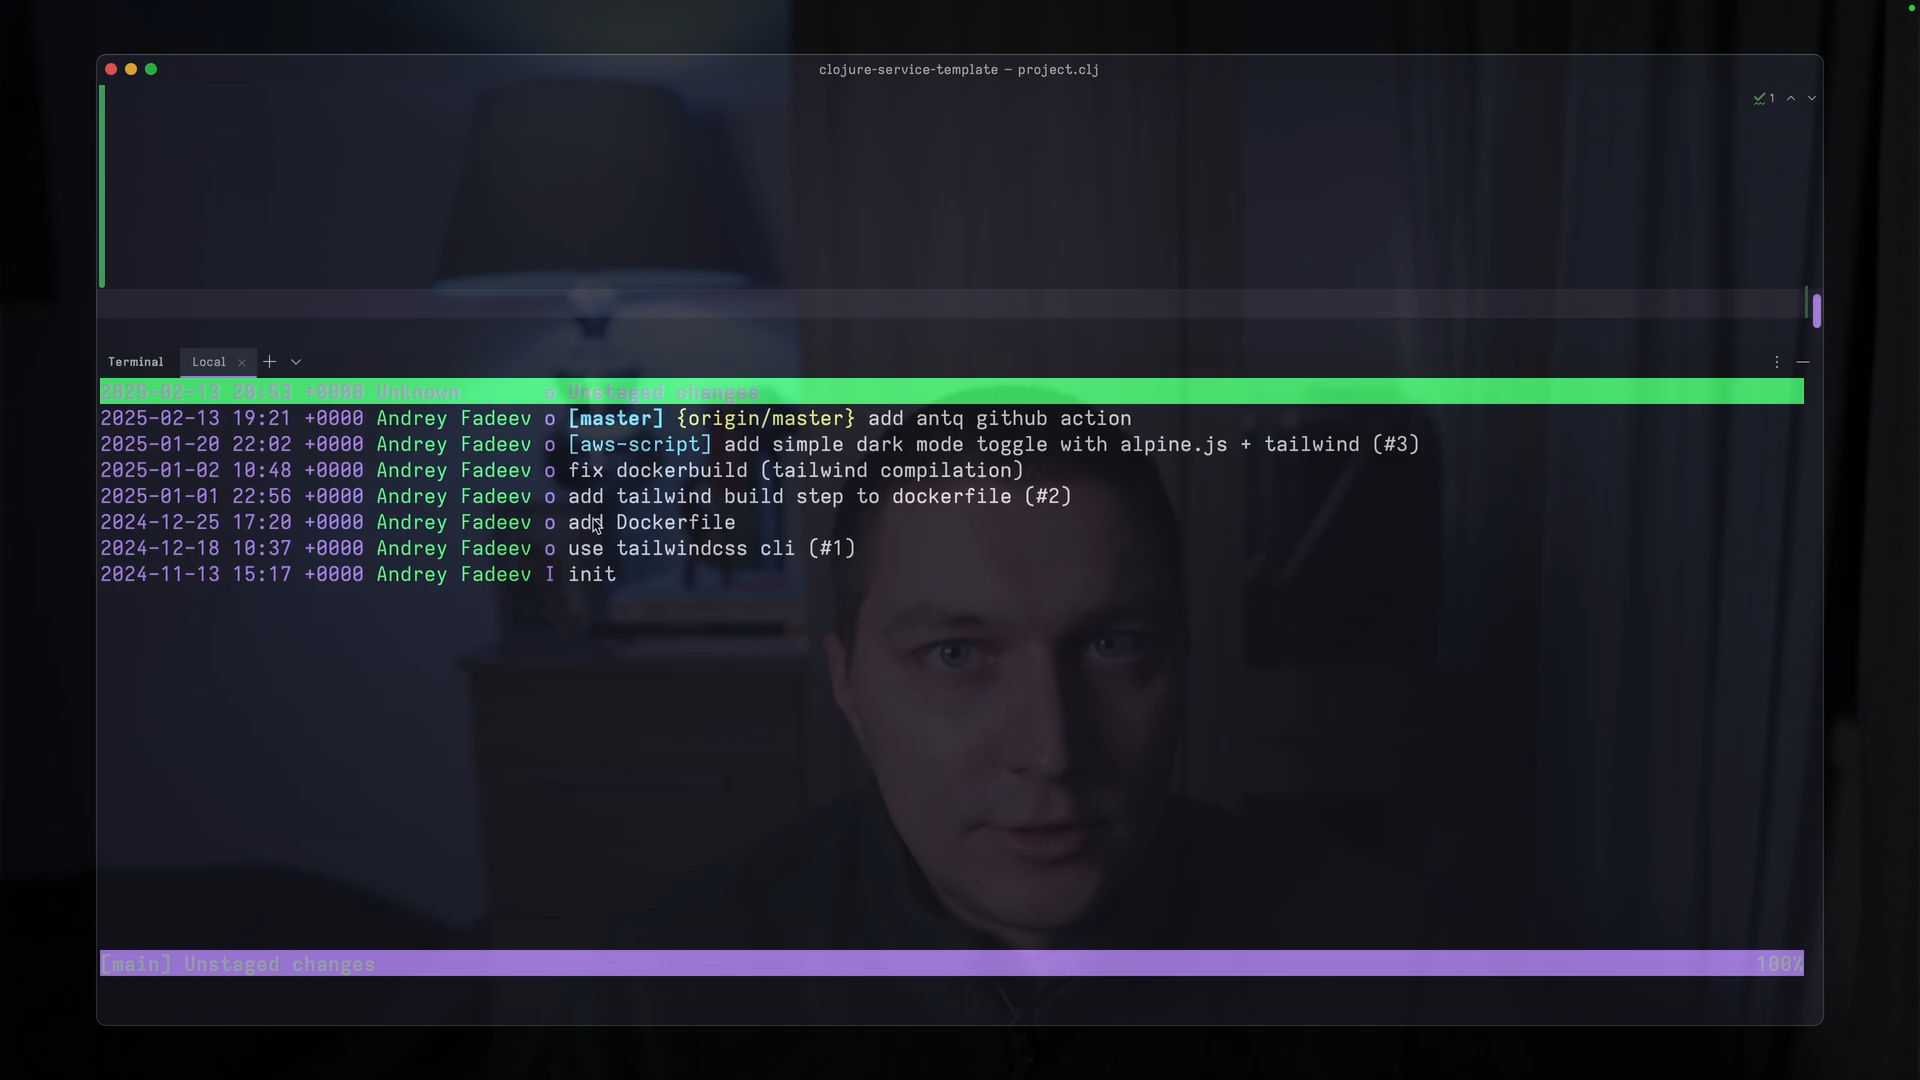 clojure-service-template – project.clj
1
Terminal Local
2025-02-13 20:53 +0000 Unknown o Unstaged changes
2025-02-13 19:21 +0000 Andrey Fadeev o [master] {origin/master} add antq github action
2025-01-20 22:02 +0000 Andrey Fadeev o [aws-script] add simple dark mode toggle with alpine.js + tailwind (#3)
2025-01-02 10:48 +0000 Andrey Fadeev o fix dockerbuild (tailwind compilation)
2025-01-01 22:56 +0000 Andrey Fadeev o add tailwind build step to dockerfile (#2)
2024-12-25 17:20 +0000 Andrey Fadeev o add Dockerfile
2024-12-18 10:37 +0000 Andrey Fadeev o use tailwindcss cli (#1)
2024-11-13 15:17 +0000 Andrey Fadeev I init
[main] Unstaged changes 100%